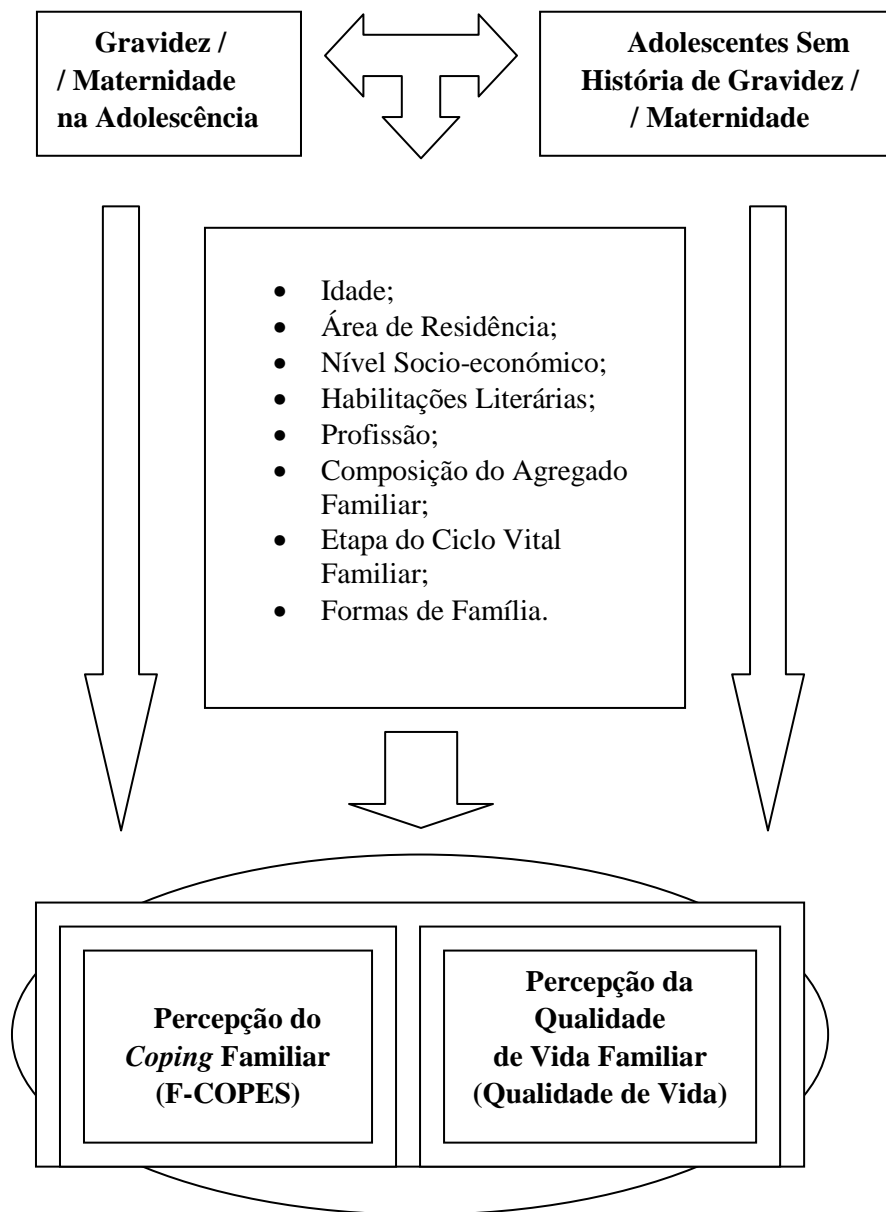 Gravidez /
/ Maternidade
na Adolescência
Adolescentes Sem
História de Gravidez /
/ Maternidade
• Idade;
• Área de Residência;
• Nível Socio-económico;
• Habilitações Literárias;
• Profissão;
• Composição do Agregado
Familiar;
• Etapa do Ciclo Vital
Familiar;
• Formas de Família.
Percepção do
Coping Familiar
(F-COPES)
Percepção da
Qualidade
de Vida Familiar
(Qualidade de Vida)